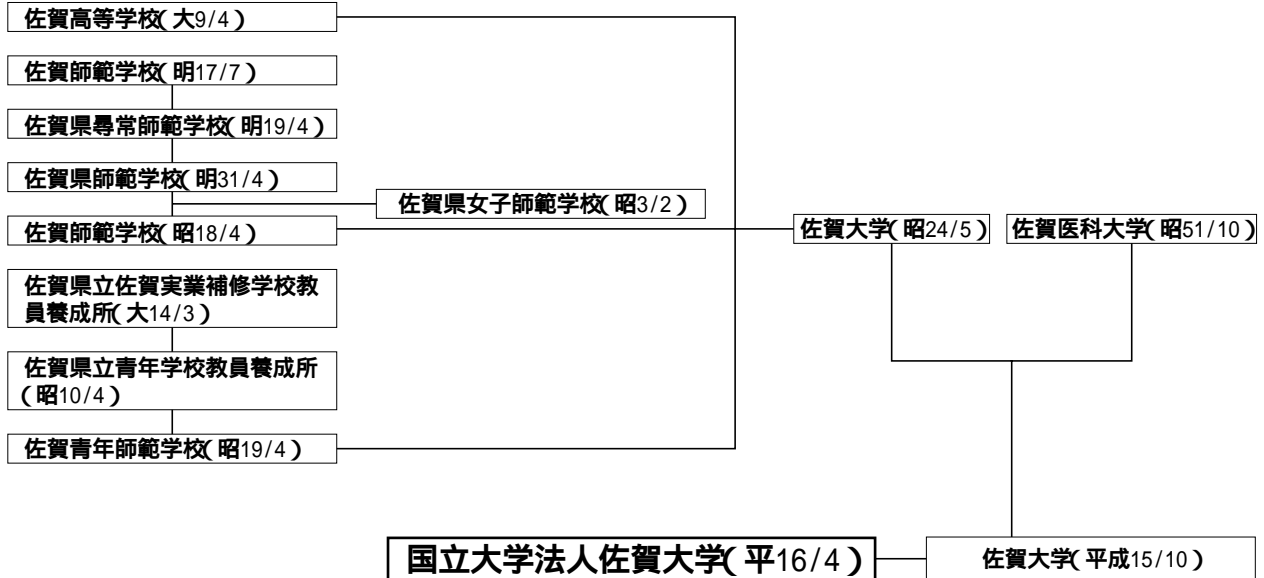 佐賀高等学校(大9/4)
佐賀師範学校(明17/7)
佐賀県尋常師範学校(明19/4)
佐賀県師範学校(明31/4)
佐賀県女子師範学校(昭3/2)
佐賀師範学校(昭18/4)
佐賀大学(昭24/5)
佐賀医科大学(昭51/10)
佐賀県立佐賀実業補修学校教
員養成所(大14/3)
佐賀県立青年学校教員養成所
(昭10/4)
佐賀青年師範学校(昭19/4)
国立大学法人佐賀大学(平16/4)
佐賀大学(平成15/10)